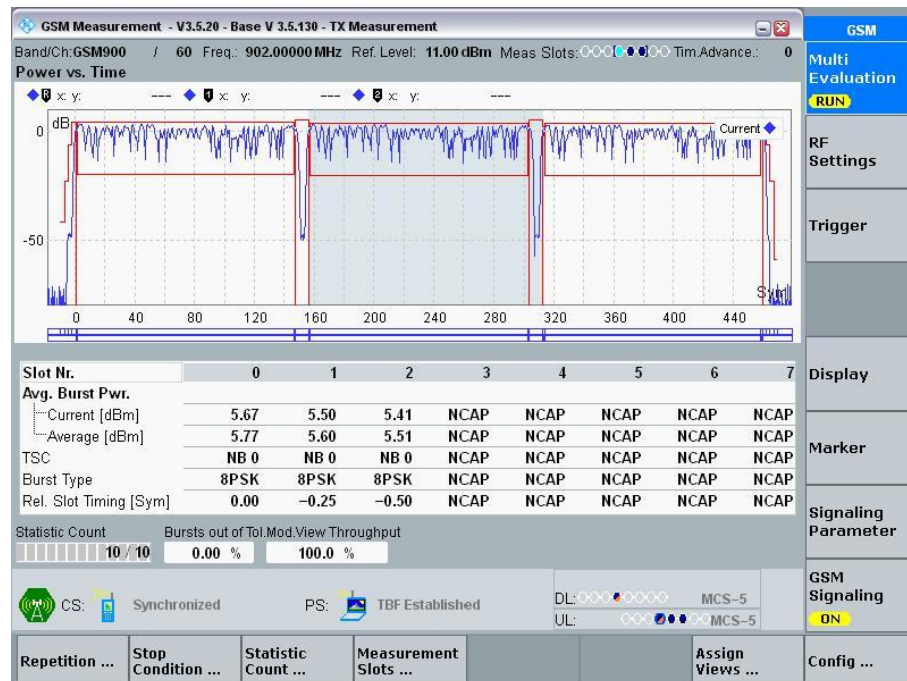 GSM Measurement - V3.5.20 - Base V 3.5.130 - TX Measurement
GSM
Band/Ch:GSM900 / 60 Freq.: 902.00000 MHz Ref. Level: 11.00 dBm Meas Slots: Tim.Advance.: 0
Power vs. Time
Multi Evaluation
RUN
R x: y: --- 1 x: y: --- 2 x: y: ---
dB
0
-50
Current
Sym
0 40 80 120 160 200 240 280 320 360 400 440
RF Settings
Trigger
Slot Nr. 0 1 2 3 4 5 6 7
Avg. Burst Pwr.
Current [dBm] 5.67 5.50 5.41 NCAP NCAP NCAP NCAP NCAP
Average [dBm] 5.77 5.60 5.51 NCAP NCAP NCAP NCAP NCAP
TSC NB 0 NB 0 NB 0 NCAP NCAP NCAP NCAP NCAP
Burst Type 8PSK 8PSK 8PSK NCAP NCAP NCAP NCAP NCAP
Rel. Slot Timing [Sym] 0.00 -0.25 -0.50 NCAP NCAP NCAP NCAP NCAP
Display
Marker
Statistic Count Bursts out of Tol.Mod.View Throughput
10 / 10 0.00 % 100.0 %
Signaling Parameter
CS: Synchronized PS: TBF Established
DL: MCS-5
UL: MCS-5
GSM Signaling
ON
Repetition ...
Stop Condition ...
Statistic Count ...
Measurement Slots ...
Assign Views ...
Config ...